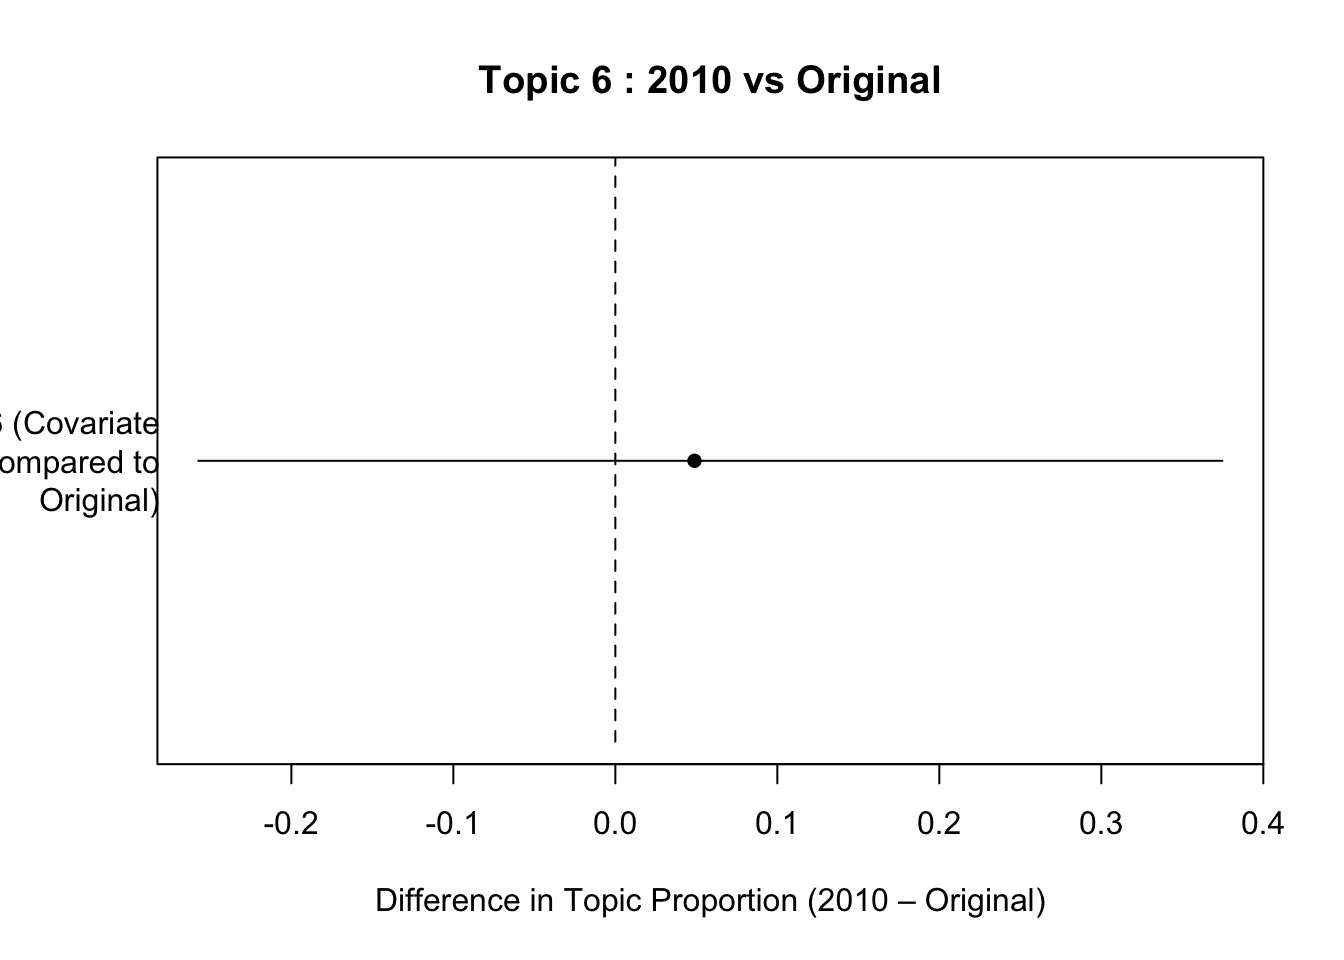 Topic 6 : 2010 vs Original
(Covariate
compared to
Original)
-0.2 -0.1 0.0 0.1 0.2 0.3 0.4
Difference in Topic Proportion (2010 – Original)